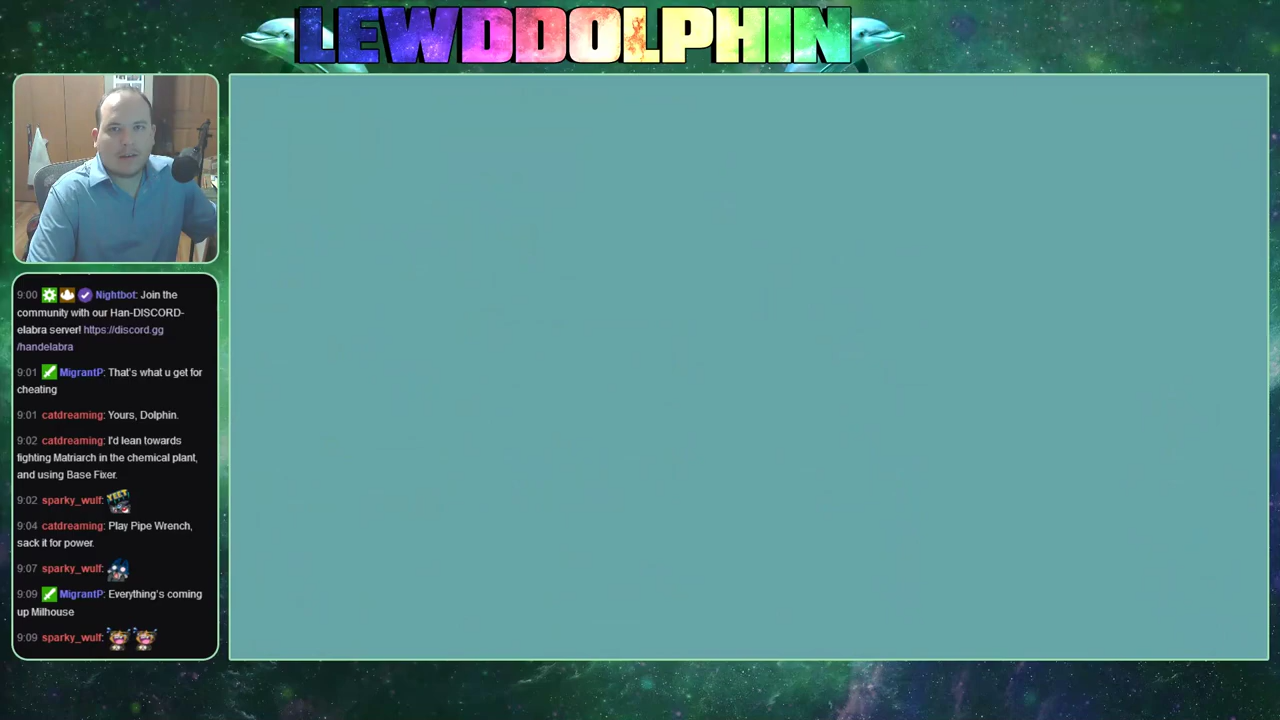 LEWDDOLPHIN
9:00 Nightbot: Join the
community with our Han-DISCORD-
elabra server! https://discord.gg
/handelabra
9:01 MigrantP: That's what u get for
cheating
9:01 catdreaming: Yours, Dolphin.
9:02 catdreaming: I'd lean towards
fighting Matriarch in the chemical plant,
and using Base Fixer.
9:02 sparky_wulf: YEET
9:04 catdreaming: Play Pipe Wrench,
sack it for power.
9:07 sparky_wulf:
9:09 MigrantP: Everything's coming
up Milhouse
9:09 sparky_wulf: